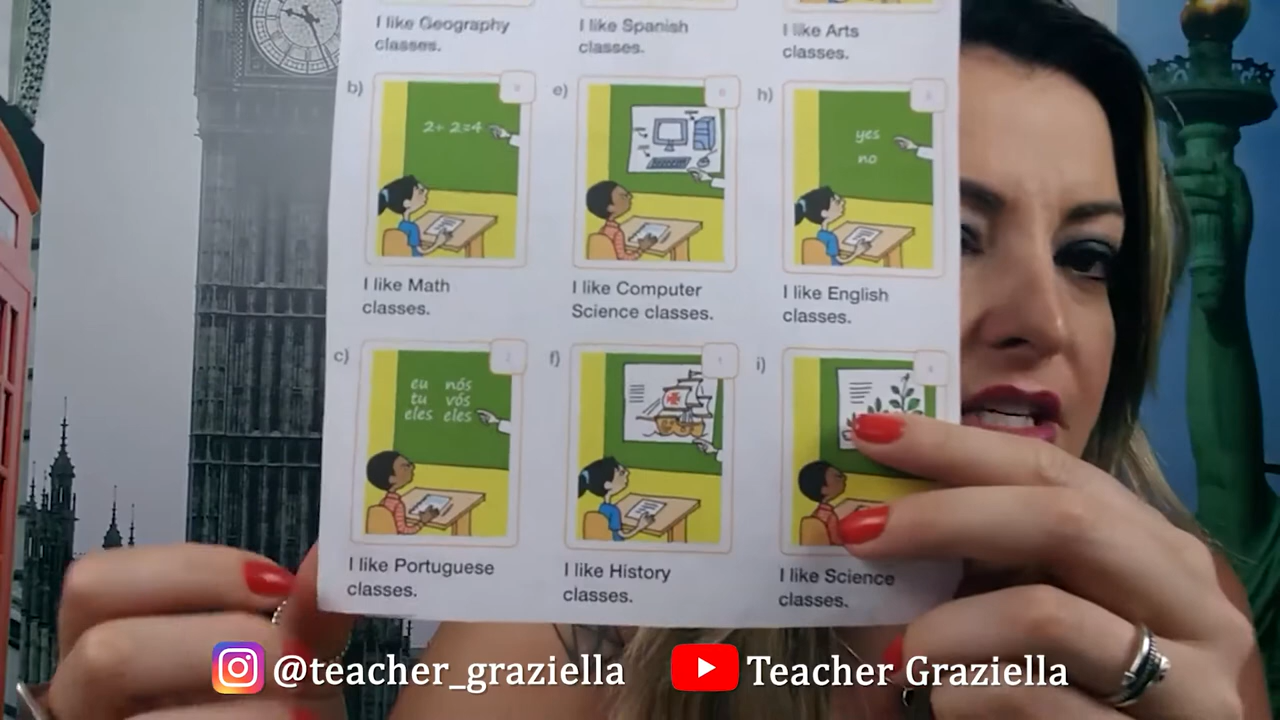 I like Geography
classes.
I like Spanish
classes.
I like Arts
classes.
b)
2+ 2=4
I like Math
classes.
e)
I like Computer
Science classes.
h)
yes
no
I like English
classes.
c)
eu nós
tu vós
eles eles
I like Portuguese
classes.
f)
I like History
classes.
i)
I like Science
classes.
@teacher_graziella
Teacher Graziella